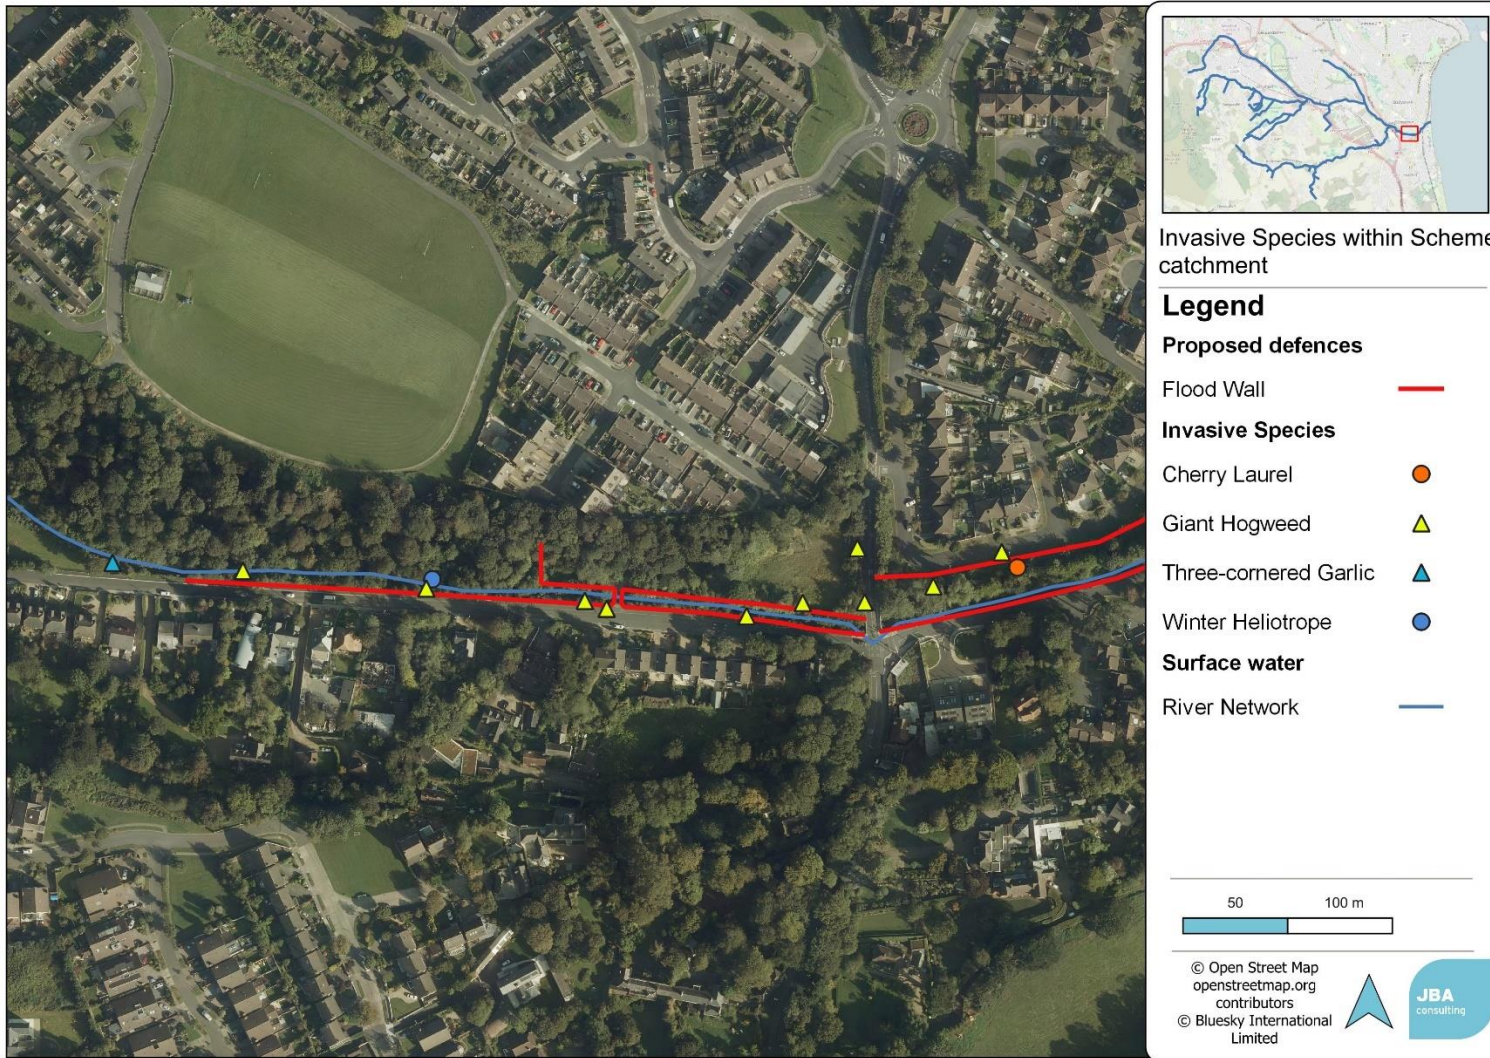 Invasive Species within Scheme
catchment
Legend
Proposed defences
Flood Wall
Invasive Species
Cherry Laurel
Giant Hogweed
Three-cornered Garlic
Winter Heliotrope
Surface water
River Network
50 100 m
© Open Street Map
openstreetmap.org
contributors
© Bluesky International
Limited
JBA
consulting